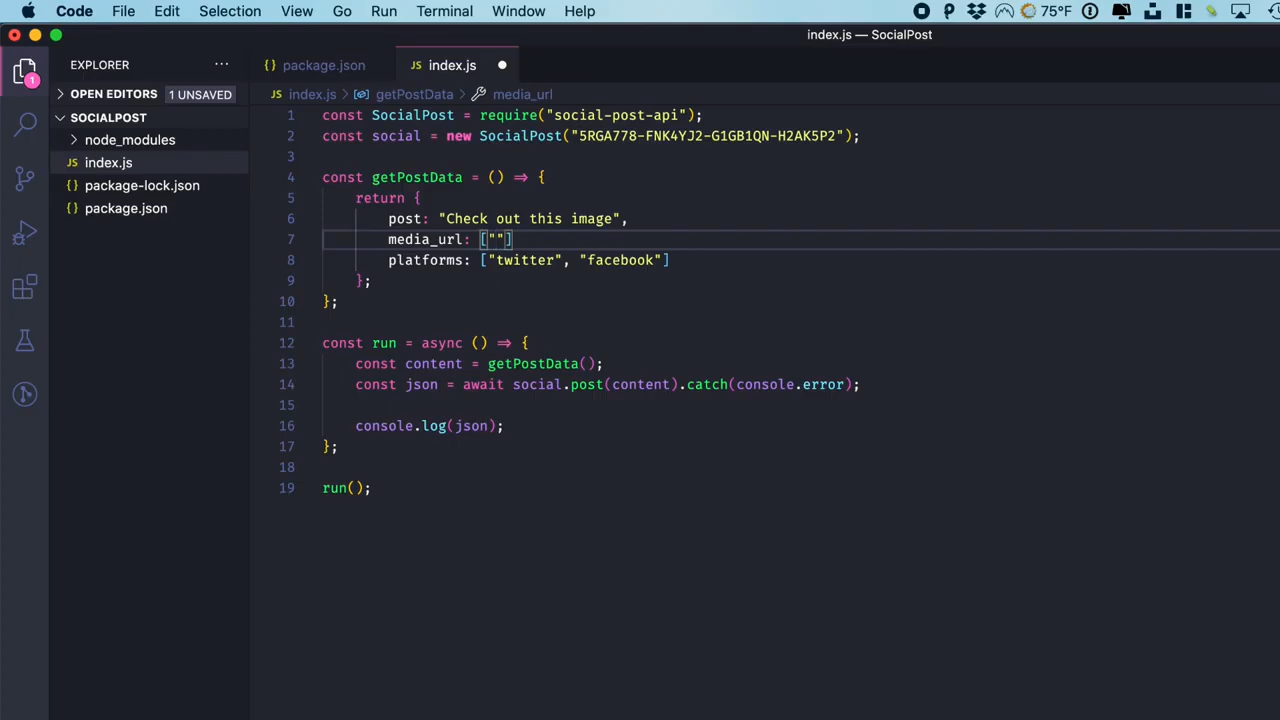 Code File Edit Selection View Go Run Terminal Window Help 75°F
index.js — SocialPost
EXPLORER ...
{} package.json JS index.js
OPEN EDITORS 1 UNSAVED
JS index.js > getPostData > media_url
SOCIALPOST
node_modules
JS index.js
{} package-lock.json
{} package.json
1
1 const SocialPost = require("social-post-api");
2 const social = new SocialPost("5RGA778-FNK4YJ2-G1GB1QN-H2AK5P2");
3
4 const getPostData = () => {
5 return {
6 post: "Check out this image",
7 media_url: [""]
8 platforms: ["twitter", "facebook"]
9 };
10 };
11
12 const run = async () => {
13 const content = getPostData();
14 const json = await social.post(content).catch(console.error);
15
16 console.log(json);
17 };
18
19 run();